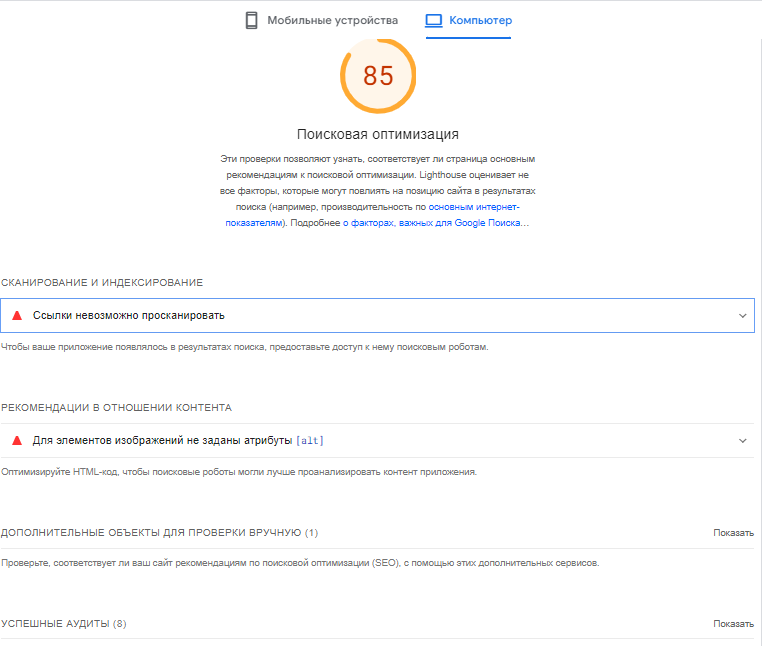 Мобильные устройства
Компьютер
85
Поисковая оптимизация
Эти проверки позволяют узнать, соответствует ли страница основным
рекомендациям к поисковой оптимизации. Lighthouse оценивает не
все факторы, которые могут повлиять на позицию сайта в результатах
поиска (например, производительность по основным интернет-
показателям). Подробнее о факторах, важных для Google Поиска...
СКАНИРОВАНИЕ И ИНДЕКСИРОВАНИЕ
Ссылки невозможно просканировать
Чтобы ваше приложение появлялось в результатах поиска, предоставьте доступ к нему поисковым роботам.
РЕКОМЕНДАЦИИ В ОТНОШЕНИИ КОНТЕНТА
Для элементов изображений не заданы атрибуты [alt]
Оптимизируйте HTML-код, чтобы поисковые роботы могли лучше проанализировать контент приложения.
ДОПОЛНИТЕЛЬНЫЕ ОБЪЕКТЫ ДЛЯ ПРОВЕРКИ ВРУЧНУЮ (1)
Показать
Проверьте, соответствует ли ваш сайт рекомендациям по поисковой оптимизации (SEO), с помощью этих дополнительных сервисов.
УСПЕШНЫЕ АУДИТЫ (8)
Показать